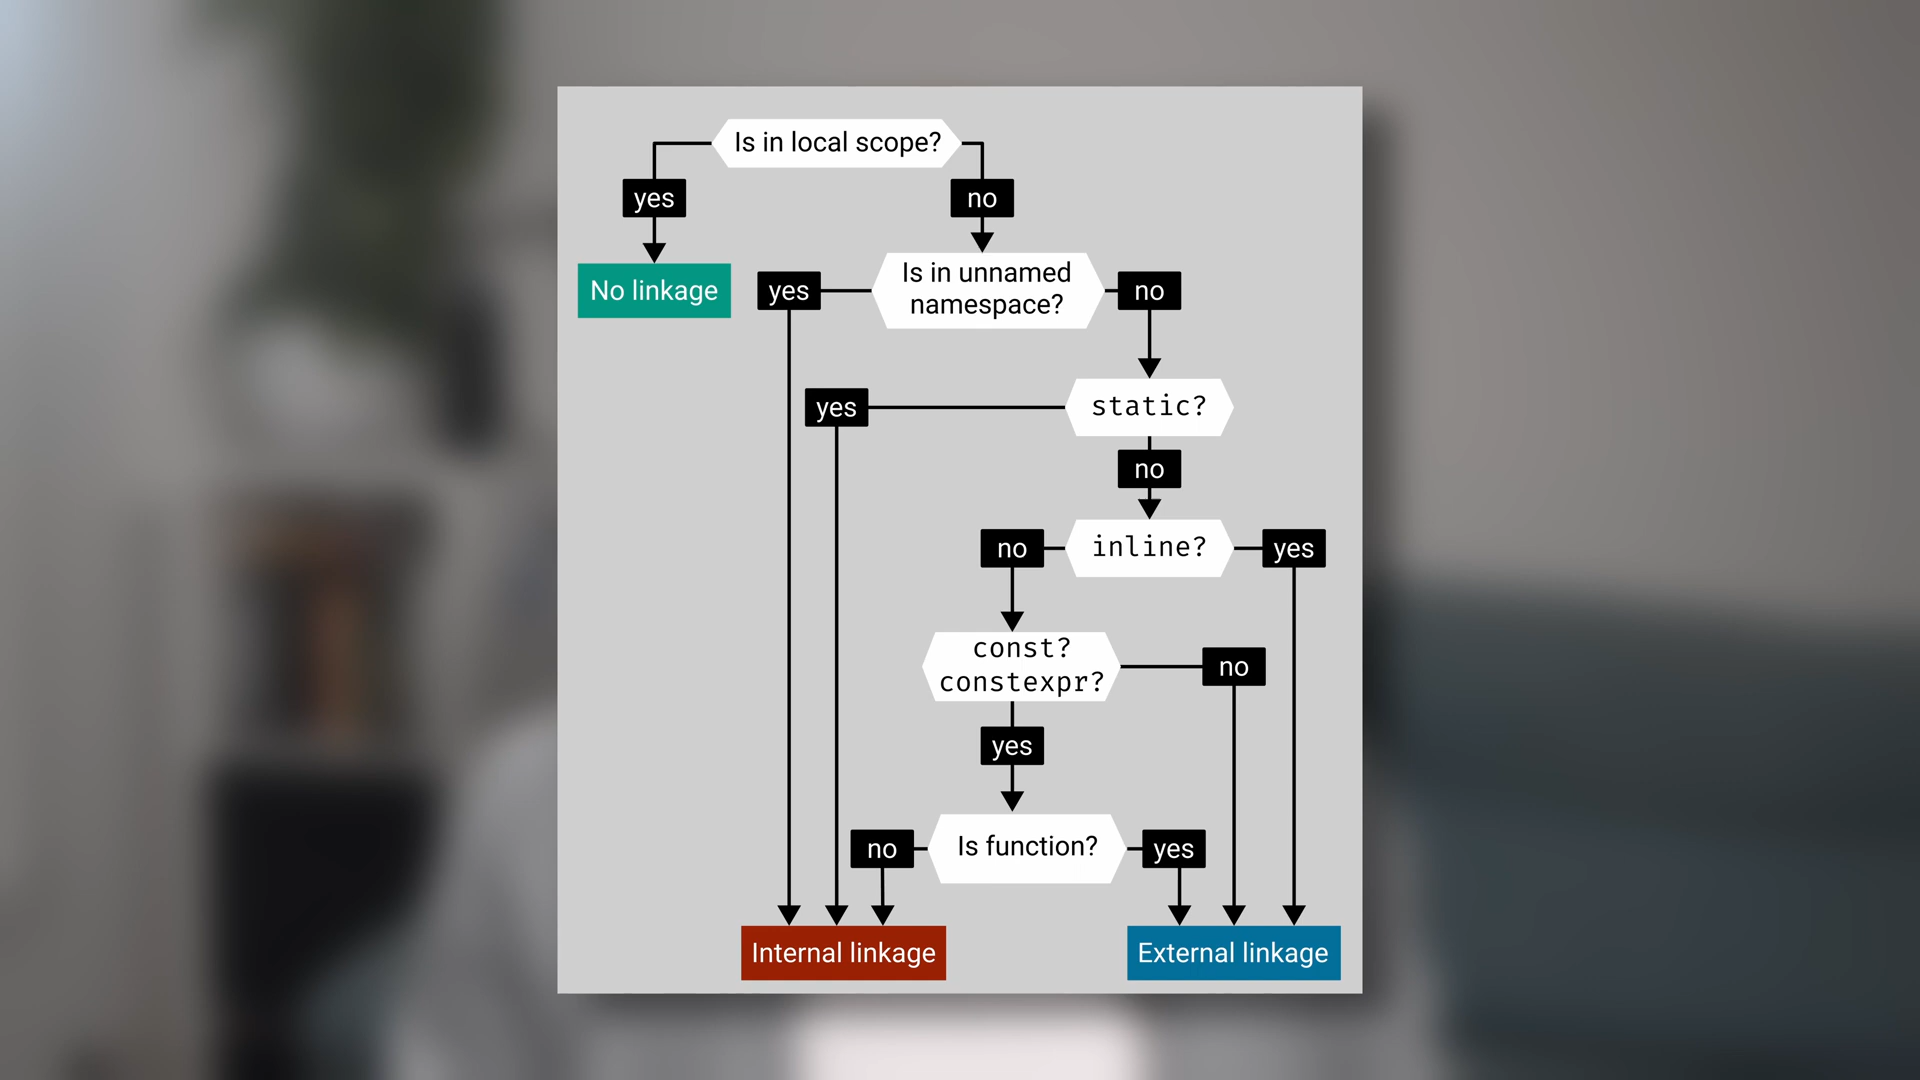 Is in local scope?
yes
no
No linkage
yes
Is in unnamed
namespace?
no
yes
static?
no
no
inline?
yes
const?
constexpr?
no
yes
no
Is function?
yes
Internal linkage
External linkage